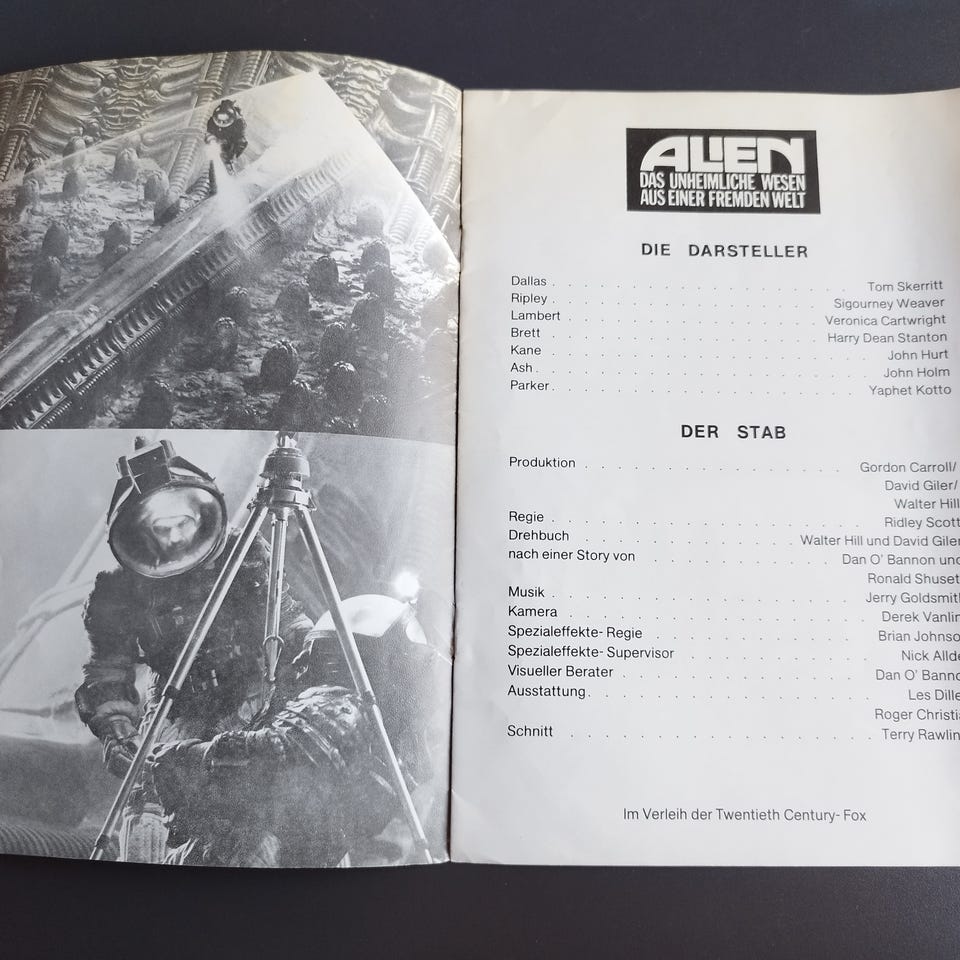 ALIEN
DAS UNHEIMLICHE WESEN
AUS EINER FREMDEN WELT
DIE DARSTELLER
Dallas . . . . . . . . . . . . . . . . Tom Skerritt
Ripley . . . . . . . . . . . . . . Sigourney Weaver
Lambert . . . . . . . . . . . . . Veronica Cartwright
Brett . . . . . . . . . . . . . . Harry Dean Stanton
Kane . . . . . . . . . . . . . . . . . John Hurt
Ash . . . . . . . . . . . . . . . . . John Holm
Parker . . . . . . . . . . . . . . . . Yaphet Kotto
DER STAB
Produktion . . . . . . . . . . . . . Gordon Carroll/
David Giler/
Walter Hill
Regie . . . . . . . . . . . . . . . . Ridley Scott
Drehbuch . . . . . . . . . . Walter Hill und David Giler
nach einer Story von . . . . . . . . Dan O' Bannon und
Ronald Shuset
Musik . . . . . . . . . . . . . . . Jerry Goldsmith
Kamera . . . . . . . . . . . . . . . Derek Vanlin
Spezialeffekte- Regie . . . . . . . . . Brian Johnso
Spezialeffekte- Supervisor . . . . . . . . Nick Allde
Visueller Berater . . . . . . . . . . Dan O' Banno
Ausstattung . . . . . . . . . . . . . . Les Dille
Roger Christia
Schnitt . . . . . . . . . . . . . . Terry Rawlin
Im Verleih der Twentieth Century- Fox